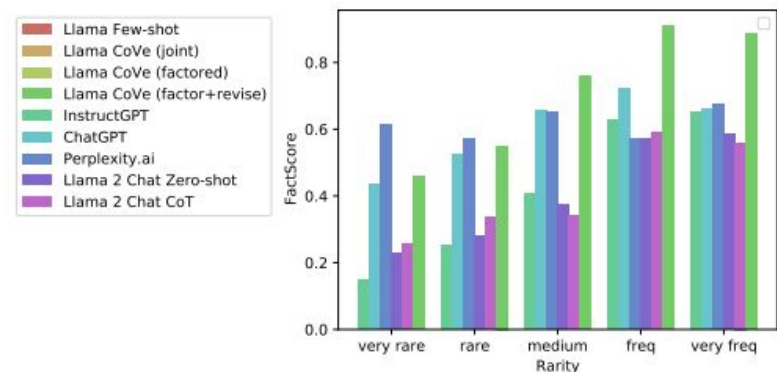 Llama Few-shot
Llama CoVe (joint)
Llama CoVe (factored)
Llama CoVe (factor+revise)
InstructGPT
ChatGPT
Perplexity.ai
Llama 2 Chat Zero-shot
Llama 2 Chat CoT
FactScore
0.8
0.6
0.4
0.2
0.0
very rare rare medium freq very freq
Rarity